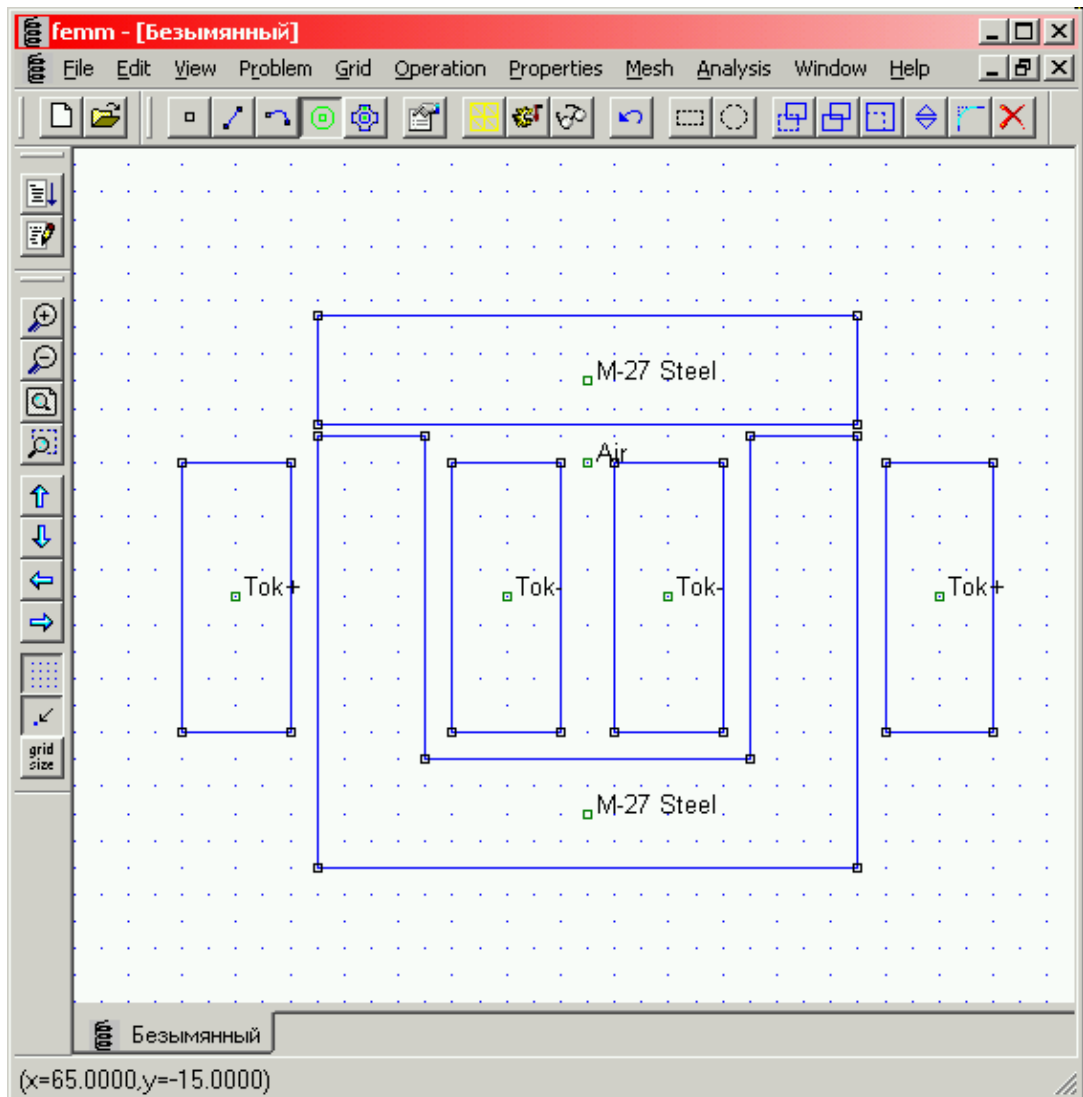 femm - [Безымянный]
File Edit View Problem Grid Operation Properties Mesh Analysis Window Help
M-27 Steel
Air
Tok+ Tok- Tok- Tok+
grid
size
M-27 Steel
Безымянный
(x=65.0000,y=-15.0000)